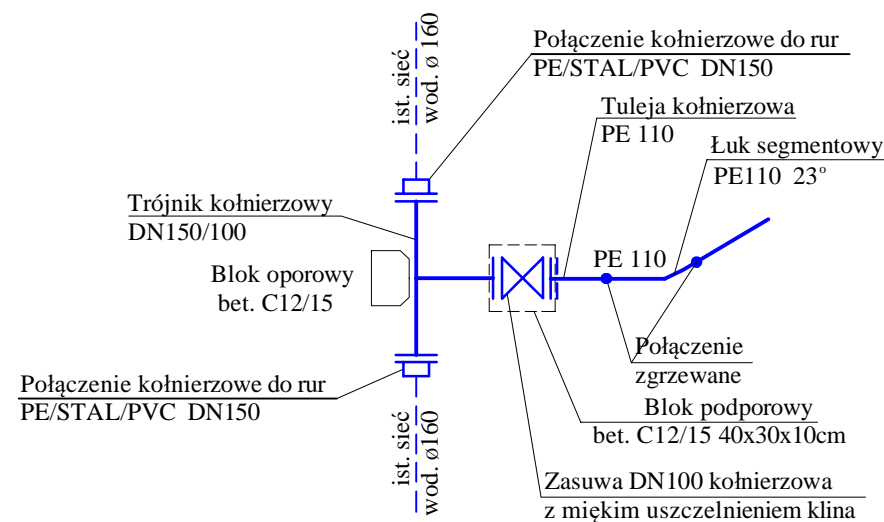 ist. sieć
wod. ø 160
Połączenie kołnierzowe do rur
PE/STAL/PVC DN150
Tuleja kołnierzowa
PE 110
Łuk segmentowy
PE110 23°
Trójnik kołnierzowy
DN150/100
Blok oporowy
bet. C12/15
PE 110
Połączenie
zgrzewane
Połączenie kołnierzowe do rur
PE/STAL/PVC DN150
Blok podporowy
bet. C12/15 40x30x10cm
ist. sieć
wod. ø160
Zasuwa DN100 kołnierzowa
z miękim uszczelnieniem klina